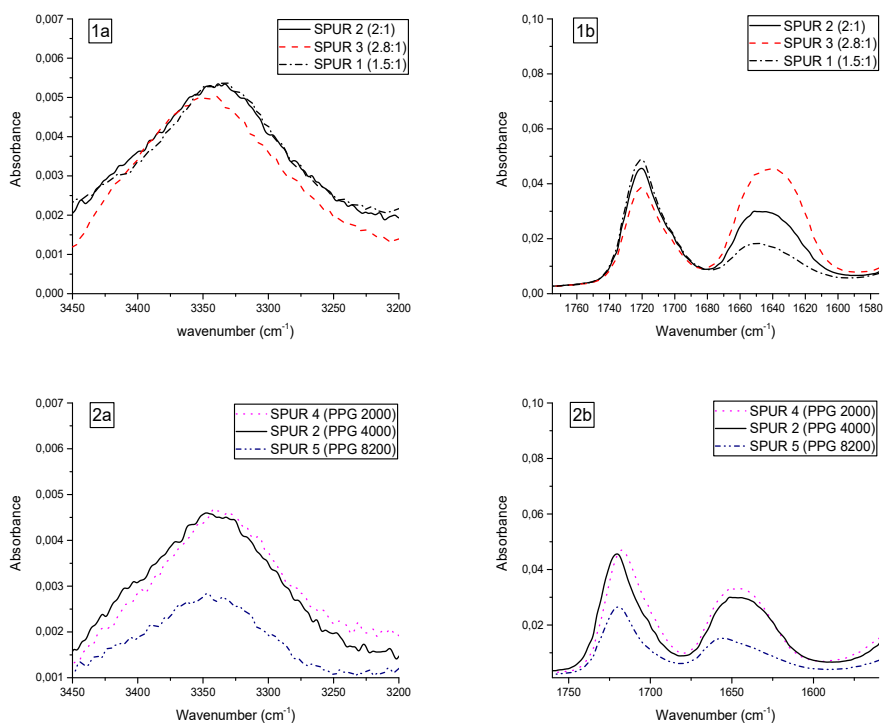 1a
SPUR 2 (2:1)
SPUR 3 (2.8:1)
SPUR 1 (1.5:1)
0,007
0,006
0,005
0,004
0,003
0,002
0,001
0,000
Absorbance
3450 3400 3350 3300 3250 3200
wavenumber (cm⁻¹)
1b
SPUR 2 (2:1)
SPUR 3 (2.8:1)
SPUR 1 (1.5:1)
0,10
0,08
0,06
0,04
0,02
0,00
Absorbance
1760 1740 1720 1700 1680 1660 1640 1620 1600 1580
Wavenumber (cm⁻¹)
2a
SPUR 4 (PPG 2000)
SPUR 2 (PPG 4000)
SPUR 5 (PPG 8200)
0,007
0,006
0,005
0,004
0,003
0,002
0,001
Absorbance
3450 3400 3350 3300 3250 3200
Wavenumber (cm⁻¹)
2b
SPUR 4 (PPG 2000)
SPUR 2 (PPG 4000)
SPUR 5 (PPG 8200)
0,10
0,08
0,06
0,04
0,02
0,00
Absorbance
1750 1700 1650 1600
Wavenumber (cm⁻¹)